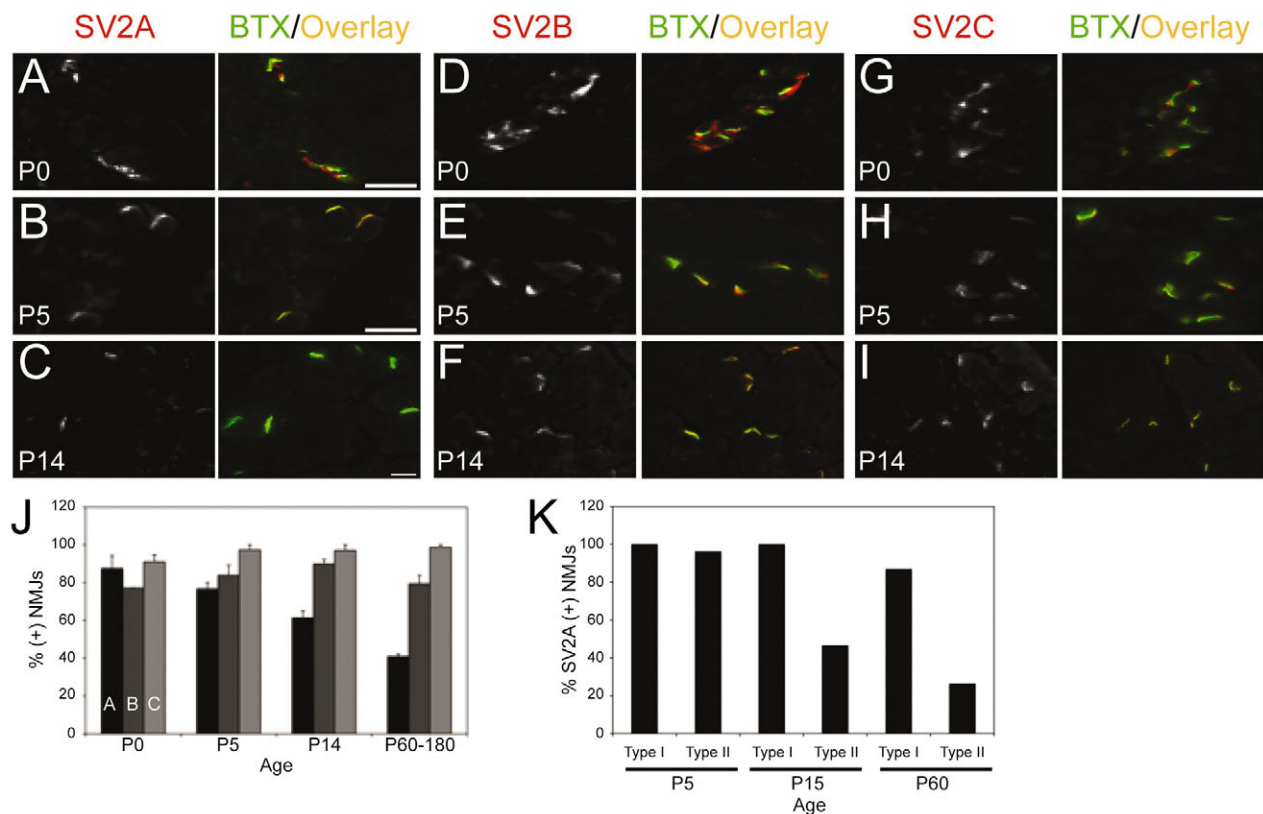 SV2A BTX/Overlay SV2B BTX/Overlay SV2C BTX/Overlay
A D G
P0 P0 P0
B E H
P5 P5 P5
C F I
P14 P14 P14
J
% (+) NMJs
120
100
80
60
40
20
0
A B C
P0 P5 P14 P60-180
Age
K
% SV2A (+) NMJs
120
100
80
60
40
20
0
Type I Type II Type I Type II Type I Type II
P5 P15 P60
Age